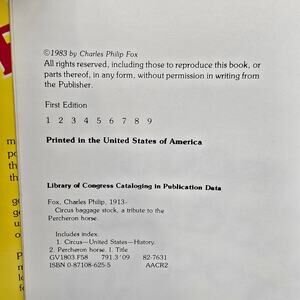 ©1983 by Charles Philip Fox
All rights reserved, including those to reproduce this book, or
parts thereof, in any form, without permission in writing from
the Publisher.
First Edition
1 2 3 4 5 6 7 8 9
Printed in the United States of America
Library of Congress Cataloging in Publication Data
Fox, Charles Philip, 1913-
Circus baggage stock, a tribute to the
Percheron horse.
Includes index.
1. Circus—United States—History.
2. Percheron horse. I. Title
GV1803.F58 791.3'09 82-7631
ISBN 0-87108-625-5 AACR2